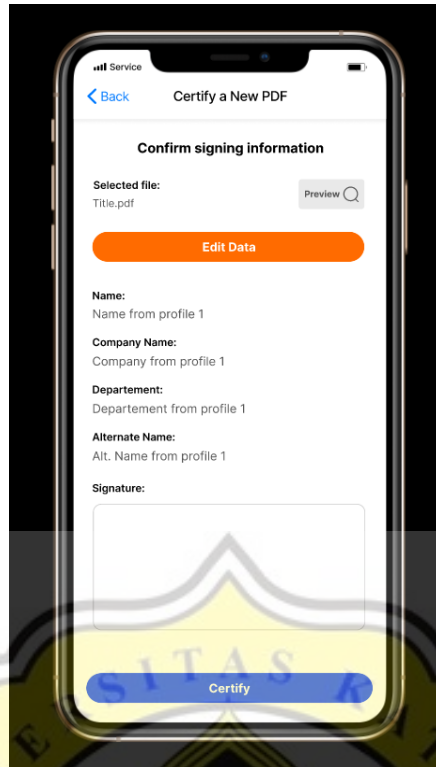 Service
Back Certify a New PDF
Confirm signing information
Selected file:
Title.pdf
Preview
Edit Data
Name:
Name from profile 1
Company Name:
Company from profile 1
Departement:
Departement from profile 1
Alternate Name:
Alt. Name from profile 1
Signature:
Certify